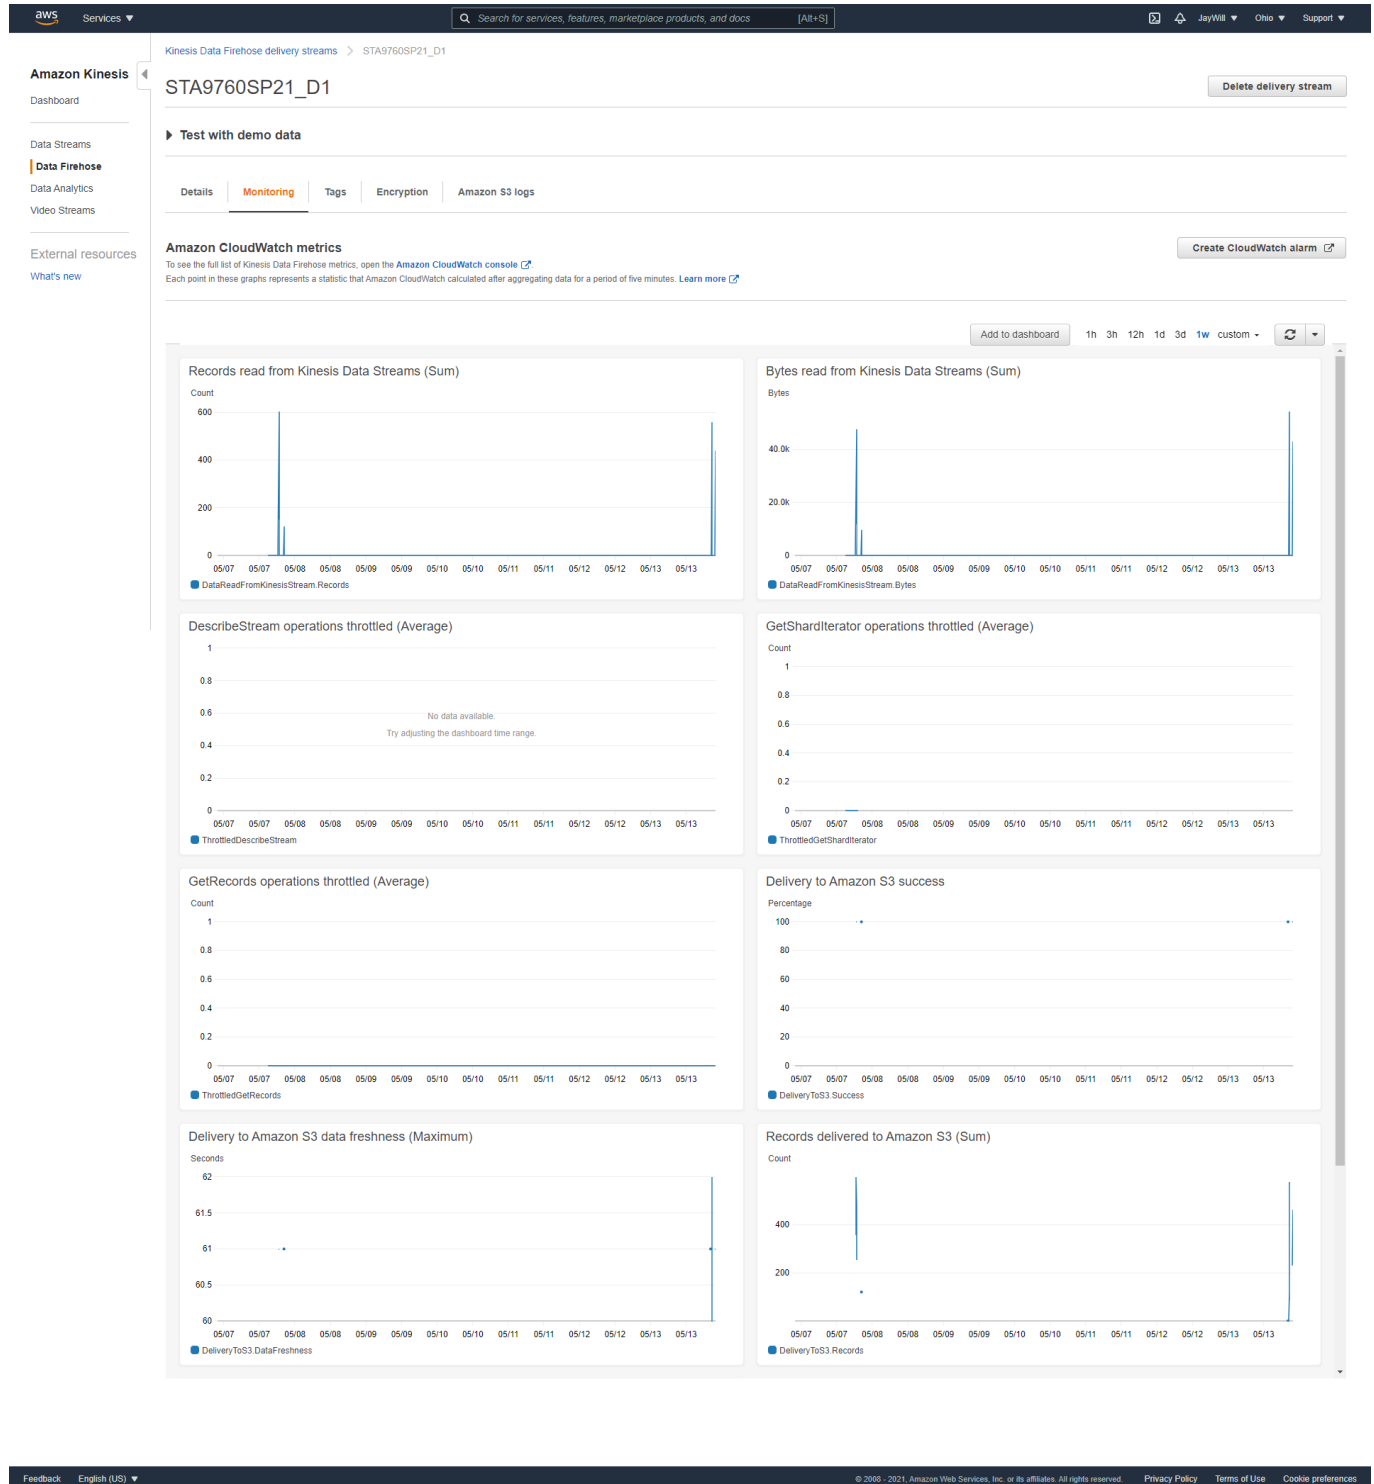 aws Services ▼ Search for services, features, marketplace products, and docs [Alt+S] JayWill ▼ Ohio ▼ Support ▼
Kinesis Data Firehose delivery streams > STA9760SP21_D1
Amazon Kinesis
Dashboard
Data Streams
Data Firehose
Data Analytics
Video Streams
External resources
What's new
STA9760SP21_D1
Delete delivery stream
Test with demo data
Details Monitoring Tags Encryption Amazon S3 logs
Amazon CloudWatch metrics
Create CloudWatch alarm
To see the full list of Kinesis Data Firehose metrics, open the Amazon CloudWatch console.
Each point in these graphs represents a statistic that Amazon CloudWatch calculated after aggregating data for a period of five minutes. Learn more
Add to dashboard 1h 3h 12h 1d 3d 1w custom
Records read from Kinesis Data Streams (Sum)
Count
600
400
200
0
05/07 05/07 05/08 05/08 05/09 05/09 05/10 05/10 05/11 05/11 05/12 05/12 05/13 05/13
DataReadFromKinesisStream.Records
Bytes read from Kinesis Data Streams (Sum)
Bytes
40.0k
20.0k
0
05/07 05/07 05/08 05/08 05/09 05/09 05/10 05/10 05/11 05/11 05/12 05/12 05/13 05/13
DataReadFromKinesisStream.Bytes
DescribeStream operations throttled (Average)
1
0.8
0.6
No data available.
Try adjusting the dashboard time range.
0.4
0.2
0
05/07 05/07 05/08 05/08 05/09 05/09 05/10 05/10 05/11 05/11 05/12 05/12 05/13 05/13
ThrottledDescribeStream
GetShardIterator operations throttled (Average)
Count
1
0.8
0.6
0.4
0.2
0
05/07 05/07 05/08 05/08 05/09 05/09 05/10 05/10 05/11 05/11 05/12 05/12 05/13 05/13
ThrottledGetShardIterator
GetRecords operations throttled (Average)
Count
1
0.8
0.6
0.4
0.2
0
05/07 05/07 05/08 05/08 05/09 05/09 05/10 05/10 05/11 05/11 05/12 05/12 05/13 05/13
ThrottledGetRecords
Delivery to Amazon S3 success
Percentage
100
80
60
40
20
0
05/07 05/07 05/08 05/08 05/09 05/09 05/10 05/10 05/11 05/11 05/12 05/12 05/13 05/13
DeliveryToS3.Success
Delivery to Amazon S3 data freshness (Maximum)
Seconds
62
61.5
61
60.5
60
05/07 05/07 05/08 05/08 05/09 05/09 05/10 05/10 05/11 05/11 05/12 05/12 05/13 05/13
DeliveryToS3.DataFreshness
Records delivered to Amazon S3 (Sum)
Count
400
200
05/07 05/07 05/08 05/08 05/09 05/09 05/10 05/10 05/11 05/11 05/12 05/12 05/13 05/13
DeliveryToS3.Records
Feedback English (US) ▼ © 2008 - 2021, Amazon Web Services, Inc. or its affiliates. All rights reserved. Privacy Policy Terms of Use Cookie preferences